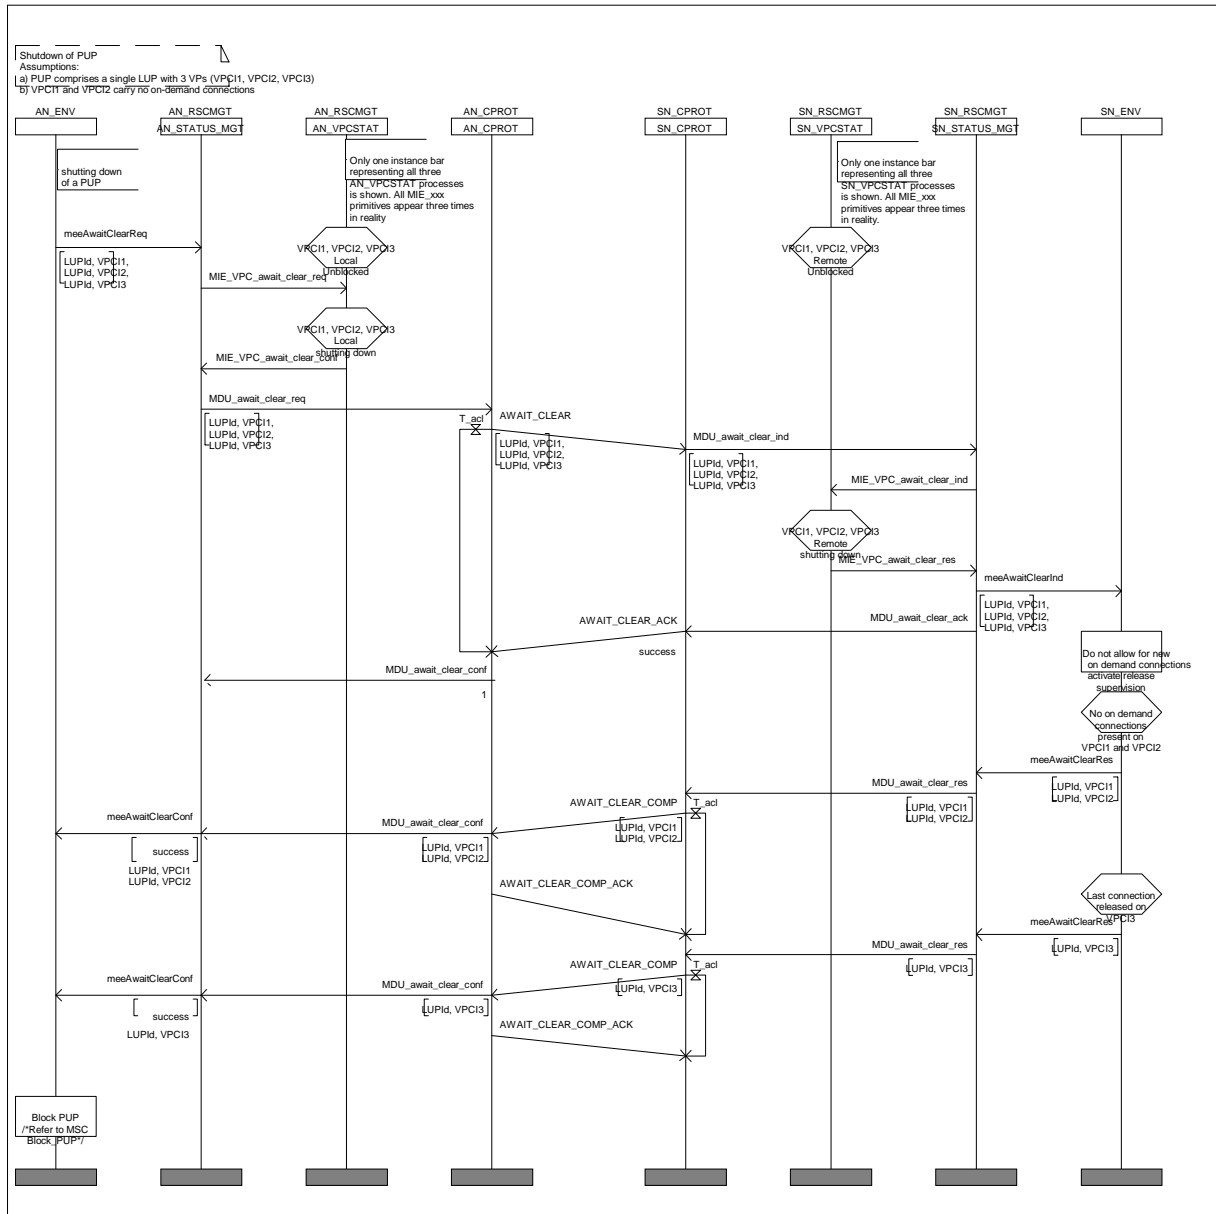 Shutdown of PUP
Assumptions:
a) PUP comprises a single LUP with 3 VPs (VPCI1, VPCI2, VPCI3)
b) VPCI1 and VPCI2 carry no on-demand connections
AN_ENV
AN_RSCMGT
AN_RSCMGT
AN_CPROT
SN_CPROT
SN_RSCMGT
SN_RSCMGT
SN_ENV
AN_STATUS_MGT
AN_VPCSTAT
AN_CPROT
SN_CPROT
SN_VPCSTAT
SN_STATUS_MGT
shutting down
of a PUP
Only one instance bar
representing all three
AN_VPCSTAT processes
is shown. All MIE_xxx
primitives appear three times
in reality
Only one instance bar
representing all three
SN_VPCSTAT processes
is shown. All MIE_xxx
primitives appear three times
in reality.
meeAwaitClearReq
LUPId, VPCI1,
LUPId, VPCI2,
LUPId, VPCI3
VPCI1, VPCI2, VPCI3
Local
Unblocked
VPCI1, VPCI2, VPCI3
Remote
Unblocked
MIE_VPC_await_clear_req
VPCI1, VPCI2, VPCI3
Local
shutting down
MIE_VPC_await_clear_conf
MDU_await_clear_req
LUPId, VPCI1,
LUPId, VPCI2,
LUPId, VPCI3
T_acl
AWAIT_CLEAR
LUPId, VPCI1,
LUPId, VPCI2,
LUPId, VPCI3
MDU_await_clear_ind
LUPId, VPCI1,
LUPId, VPCI2,
LUPId, VPCI3
MIE_VPC_await_clear_ind
VPCI1, VPCI2, VPCI3
Remote
shutting down
MIE_VPC_await_clear_res
meeAwaitClearInd
LUPId, VPCI1,
LUPId, VPCI2,
LUPId, VPCI3
MDU_await_clear_ack
AWAIT_CLEAR_ACK
success
Do not allow for new
on demand connections
activate release
supervision
MDU_await_clear_conf
1
No on demand
connections
present on
VPCI1 and VPCI2
meeAwaitClearRes
LUPId, VPCI1
LUPId, VPCI2
MDU_await_clear_res
LUPId, VPCI1
LUPId, VPCI2
AWAIT_CLEAR_COMP
T_acl
LUPId, VPCI1
LUPId, VPCI2
MDU_await_clear_conf
LUPId, VPCI1
LUPId, VPCI2
meeAwaitClearConf
success
LUPId, VPCI1
LUPId, VPCI2
AWAIT_CLEAR_COMP_ACK
Last connection
released on
VPCI3
meeAwaitClearRes
LUPId, VPCI3
MDU_await_clear_res
LUPId, VPCI3
AWAIT_CLEAR_COMP
T_acl
LUPId, VPCI3
MDU_await_clear_conf
LUPId, VPCI3
meeAwaitClearConf
success
LUPId, VPCI3
AWAIT_CLEAR_COMP_ACK
Block PUP
/*Refer to MSC
Block_PUP*/